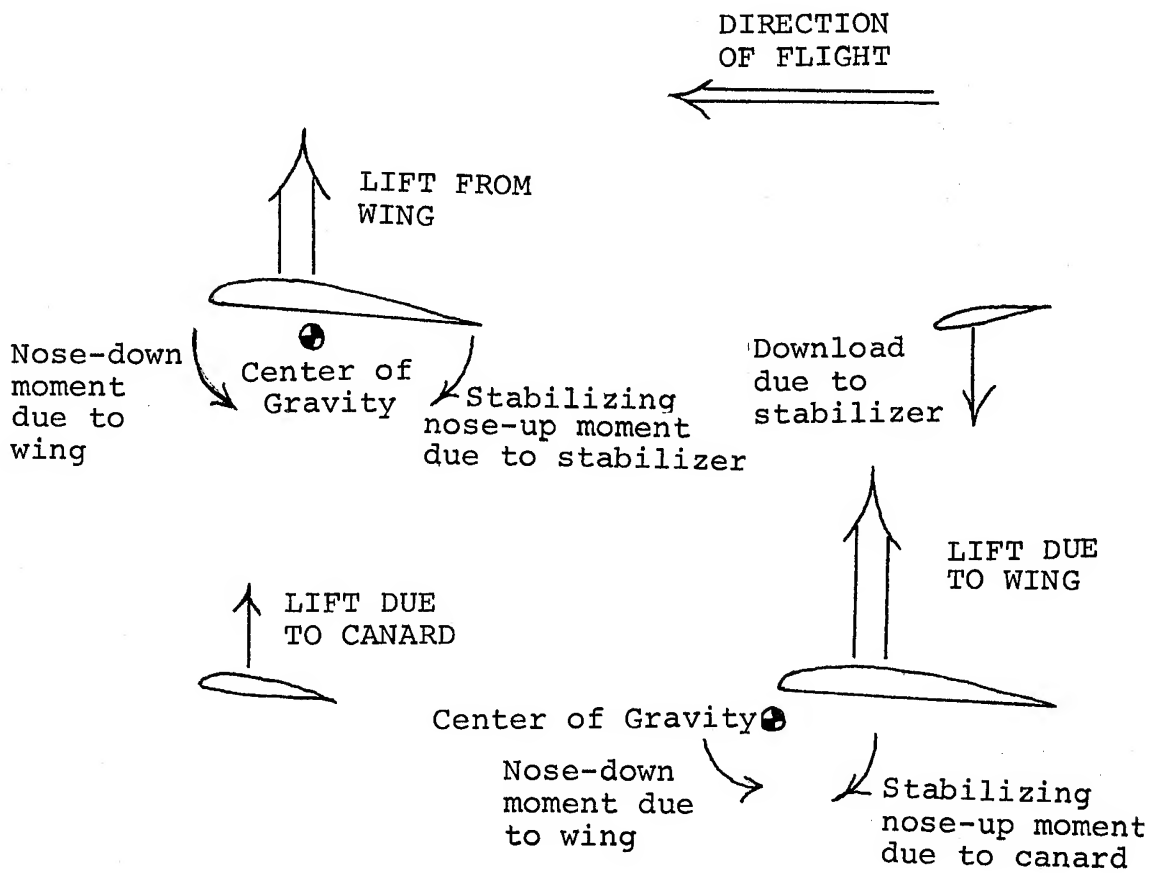 DIRECTION
OF FLIGHT
LIFT FROM
WING
Nose-down
moment
due to
wing
Center of
Gravity
Stabilizing
nose-up moment
due to stabilizer
Download
due to
stabilizer
LIFT DUE
TO CANARD
LIFT DUE
TO WING
Center of Gravity
Nose-down
moment due
to wing
Stabilizing
nose-up moment
due to canard